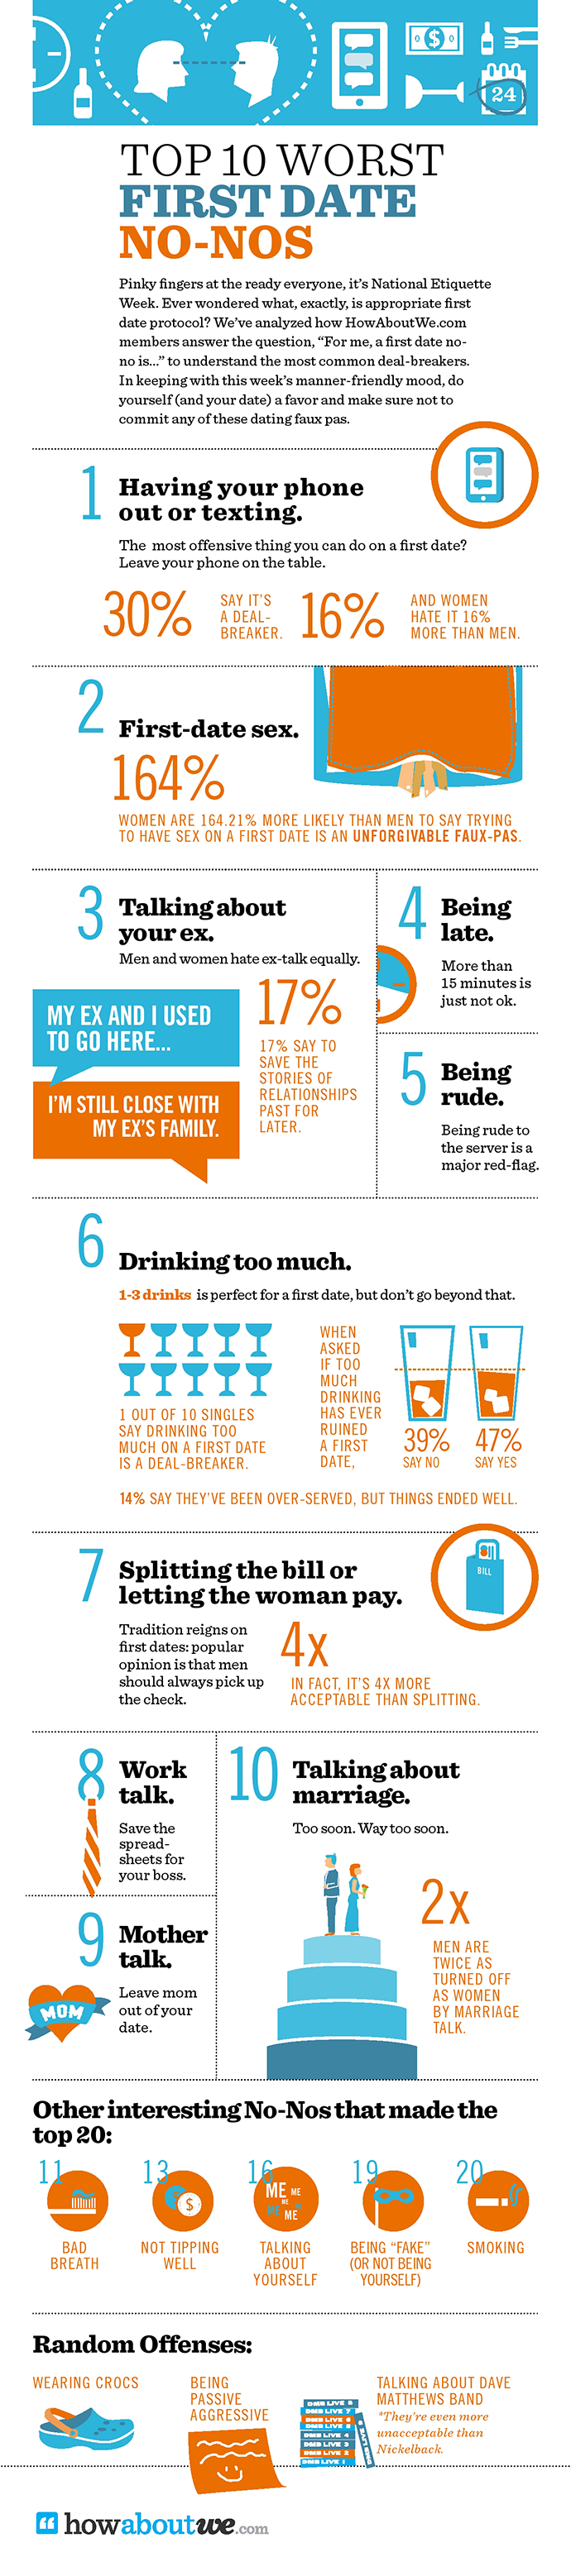 24
TOP 10 WORST
FIRST DATE
NO-NOS
Pinky fingers at the ready everyone, it's National Etiquette
Week. Ever wondered what, exactly, is appropriate first
date protocol? We've analyzed how HowAboutWe.com
members answer the question, "For me, a first date no-
no is..." to understand the most common deal-breakers.
In keeping with this week's manner-friendly mood, do
yourself (and your date) a favor and make sure not to
commit any of these dating faux pas.
1
Having your phone
out or texting.
The most offensive thing you can do on a first date?
Leave your phone on the table.
30%
SAY IT'S
A DEAL-
BREAKER.
16%
AND WOMEN
HATE IT 16%
MORE THAN MEN.
2
First-date sex.
164%
WOMEN ARE 164.21% MORE LIKELY THAN MEN TO SAY TRYING
TO HAVE SEX ON A FIRST DATE IS AN UNFORGIVABLE FAUX-PAS.
3
Talking about
your ex.
Men and women hate ex-talk equally.
MY EX AND I USED
TO GO HERE...
I'M STILL CLOSE WITH
MY EX'S FAMILY.
17%
17% SAY TO
SAVE THE
STORIES OF
RELATIONSHIPS
PAST FOR
LATER.
4
Being
late.
More than
15 minutes is
just not ok.
5
Being
rude.
Being rude to
the server is a
major red-flag.
6
Drinking too much.
1-3 drinks is perfect for a first date, but don't go beyond that.
1 OUT OF 10 SINGLES
SAY DRINKING TOO
MUCH ON A FIRST DATE
IS A DEAL-BREAKER.
WHEN
ASKED
IF TOO
MUCH
DRINKING
HAS EVER
RUINED
A FIRST
DATE,
39%
SAY NO
47%
SAY YES
14% SAY THEY'VE BEEN OVER-SERVED, BUT THINGS ENDED WELL.
7
Splitting the bill or
letting the woman pay.
BILL
Tradition reigns on
first dates: popular
opinion is that men
should always pick up
the check.
4x
IN FACT, IT'S 4X MORE
ACCEPTABLE THAN SPLITTING.
8
Work
talk.
Save the
spread-
sheets for
your boss.
9
Mother
talk.
MOM
Leave mom
out of your
date.
10
Talking about
marriage.
Too soon. Way too soon.
2x
MEN ARE
TWICE AS
TURNED OFF
AS WOMEN
BY MARRIAGE
TALK.
Other interesting No-Nos that made the
top 20:
11
BAD
BREATH
13
$
NOT TIPPING
WELL
16
ME ME
ME
ME ME
TALKING
ABOUT
YOURSELF
19
BEING "FAKE"
(OR NOT BEING
YOURSELF)
20
SMOKING
Random Offenses:
WEARING CROCS
BEING
PASSIVE
AGGRESSIVE
TALKING ABOUT DAVE
MATTHEWS BAND
*They're even more
unacceptable than
Nickelback.
DMB LIVE 8
DMB LIVE 7
DMB LIVE 6
DMB LIVE 5
DMB LIVE 4
DMB LIVE 3
DMB LIVE 2
DMB LIVE 1
howaboutwe.com